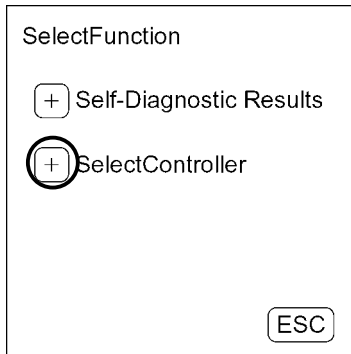 SelectFunction
+ Self-Diagnostic Results
+ SelectController
ESC